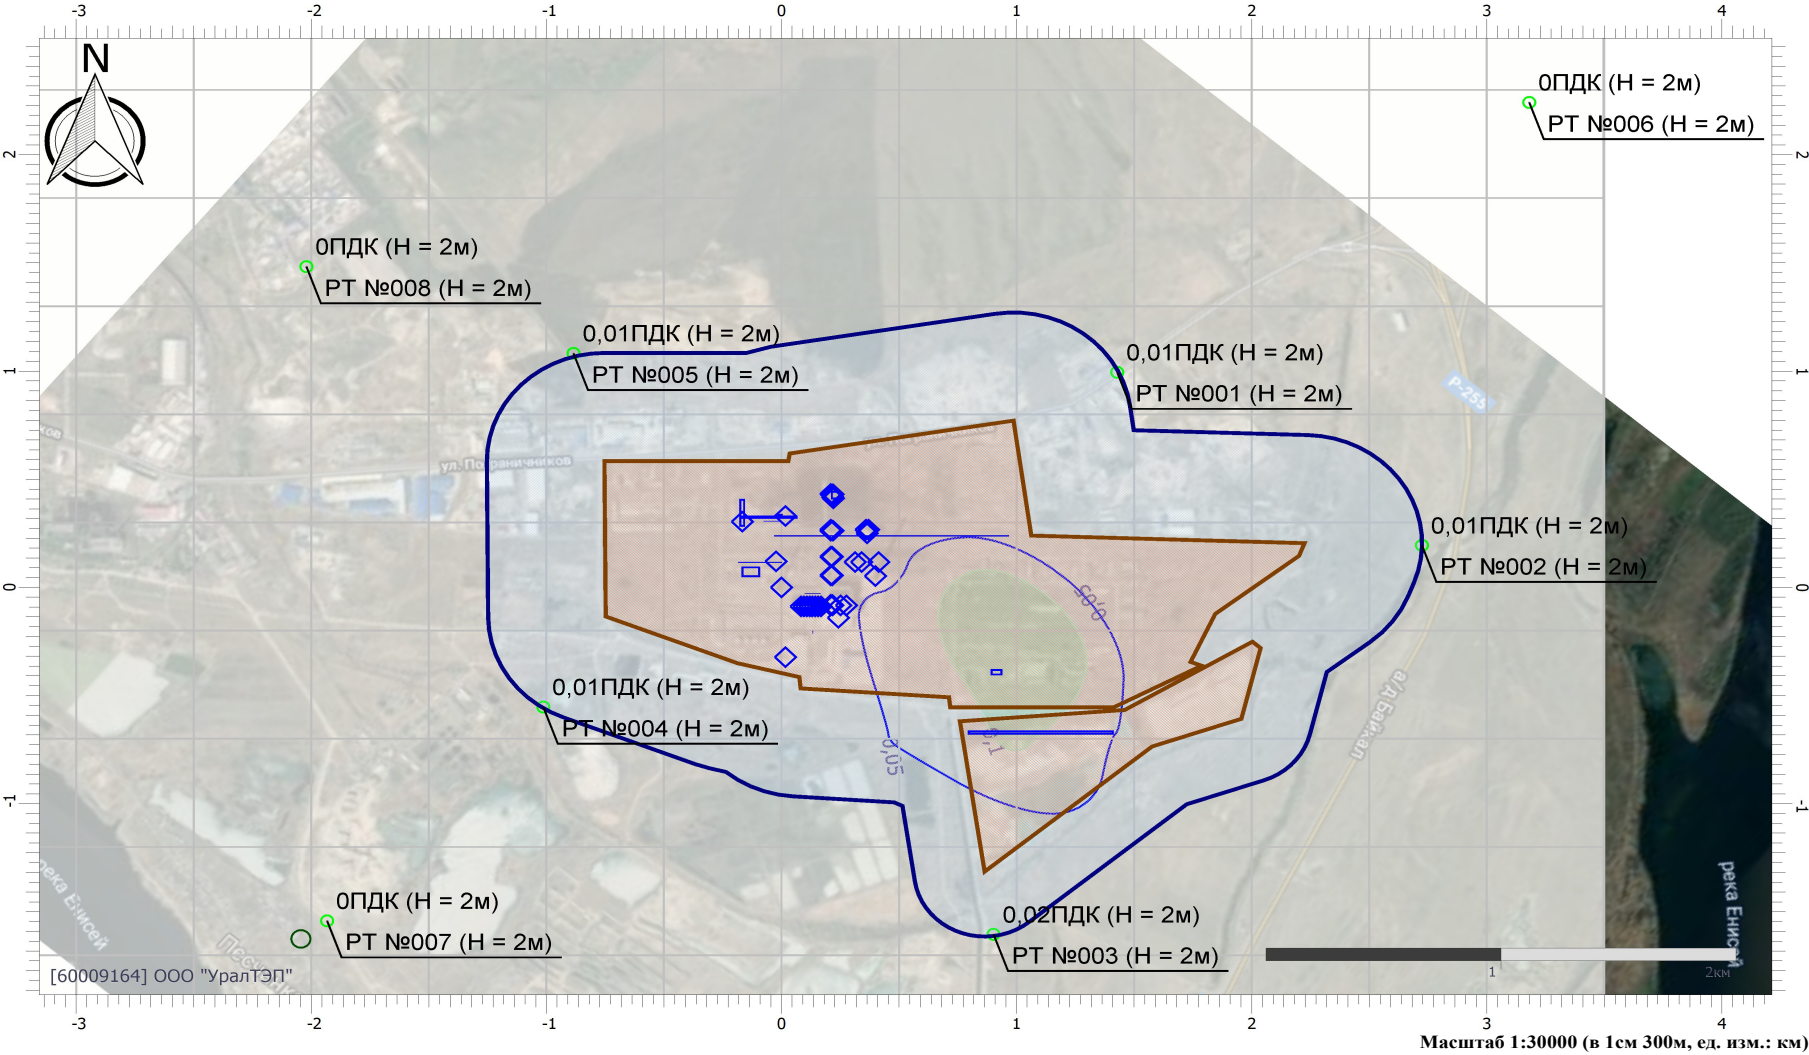 -3 -2 -1 0 1 2 3 4
N
0ПДК (Н = 2м)
РТ №006 (Н = 2м)
2 2
0ПДК (Н = 2м)
РТ №008 (Н = 2м)
0,01ПДК (Н = 2м)
РТ №005 (Н = 2м)
0,01ПДК (Н = 2м)
РТ №001 (Н = 2м)
1 1
Р-255
ул. Пограничников
ул. Пограничников
0,01ПДК (Н = 2м)
РТ №002 (Н = 2м)
0 0
0,05
0,01ПДК (Н = 2м)
РТ №004 (Н = 2м)
а/д Байкал
0,1
0,05
-1 -1
река Енисей
река Енисей
0ПДК (Н = 2м)
РТ №007 (Н = 2м)
0,02ПДК (Н = 2м)
РТ №003 (Н = 2м)
[60009164] ООО "УралТЭП"
1 2км
-3 -2 -1 0 1 2 3 4
Масштаб 1:30000 (в 1см 300м, ед. изм.: км)